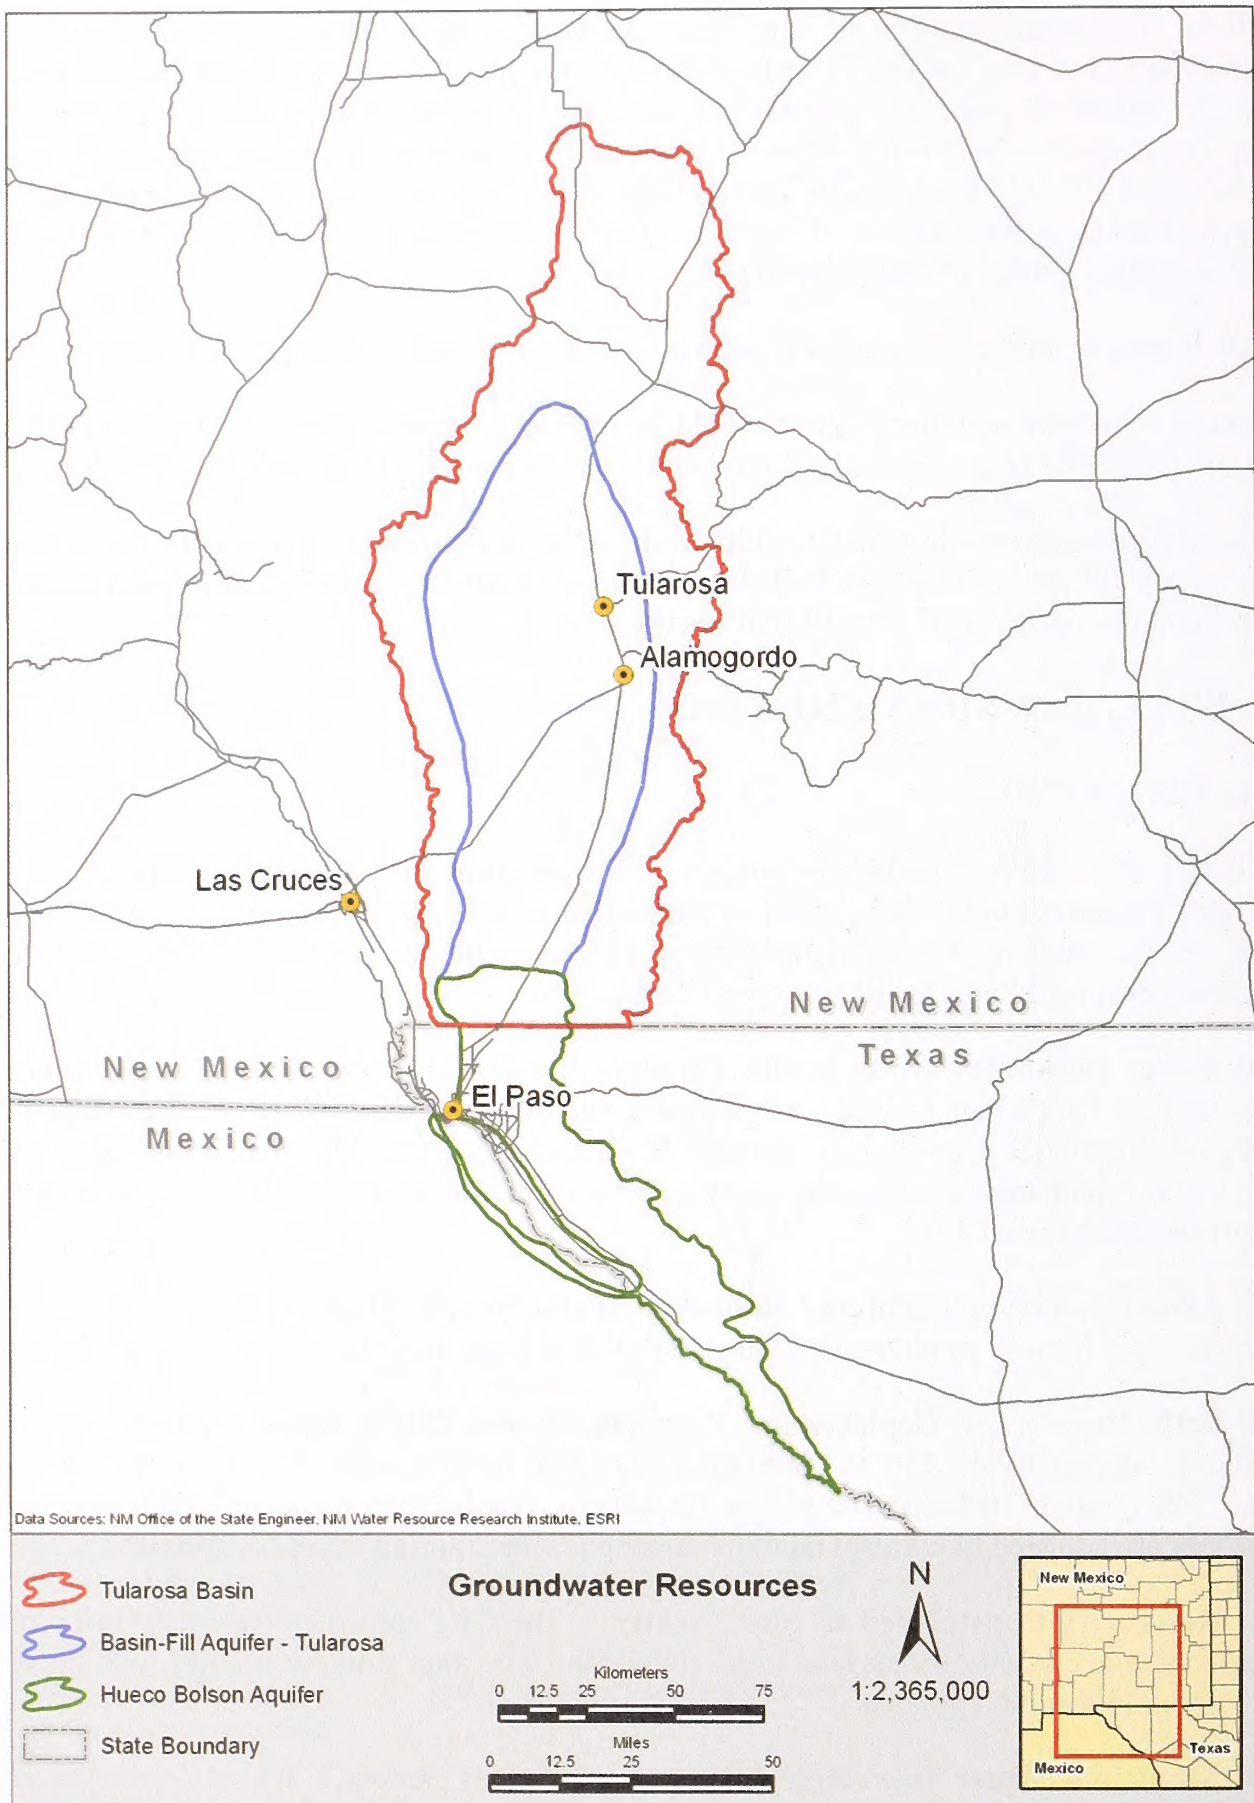 Tularosa
Alamogordo
Las Cruces
New Mexico
Texas
New Mexico
El Paso
Mexico
Data Sources: NM Office of the State Engineer, NM Water Resource Research Institute, ESRI
Tularosa Basin
Basin-Fill Aquifer - Tularosa
Hueco Bolson Aquifer
State Boundary
Groundwater Resources
Kilometers
0 12.5 25 50 75
Miles
0 12.5 25 50
N
1:2,365,000
New Mexico
Texas
Mexico